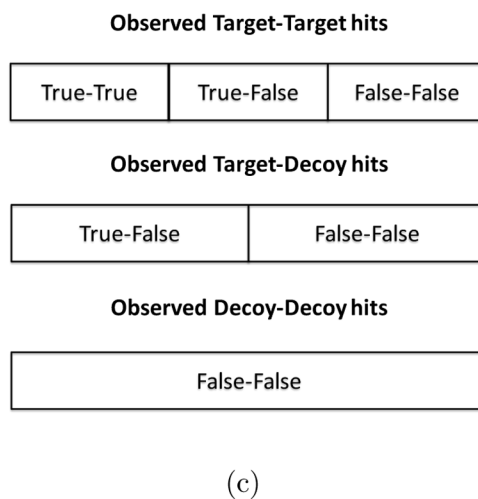 Observed Target-Target hits
True-True True-False False-False
Observed Target-Decoy hits
True-False False-False
Observed Decoy-Decoy hits
False-False
(c)